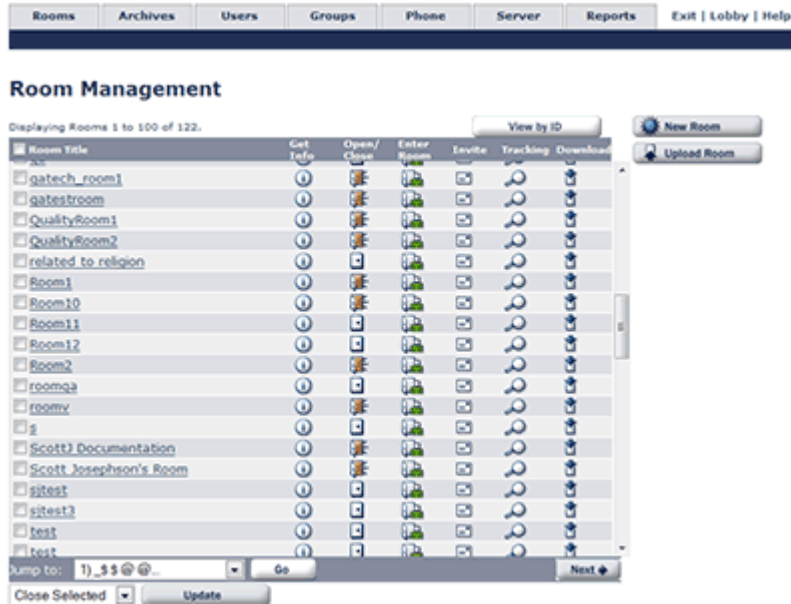 Rooms Archives Users Groups Phone Server Reports Exit | Lobby | Help
Room Management
Displaying Rooms 1 to 100 of 122.
View by ID
New Room
Upload Room
Room Title Get Info Open/Close Enter Room Invite Tracking Download
gatech_room1
gatestroom
QualityRoom1
QualityRoom2
related to religion
Room1
Room10
Room11
Room12
Room2
roomqa
roomv
s
ScottJ Documentation
Scott Josephson's Room
sjtest
sjtest3
test
test
Jump to: 1)_$$@@... Go Next
Close Selected Update